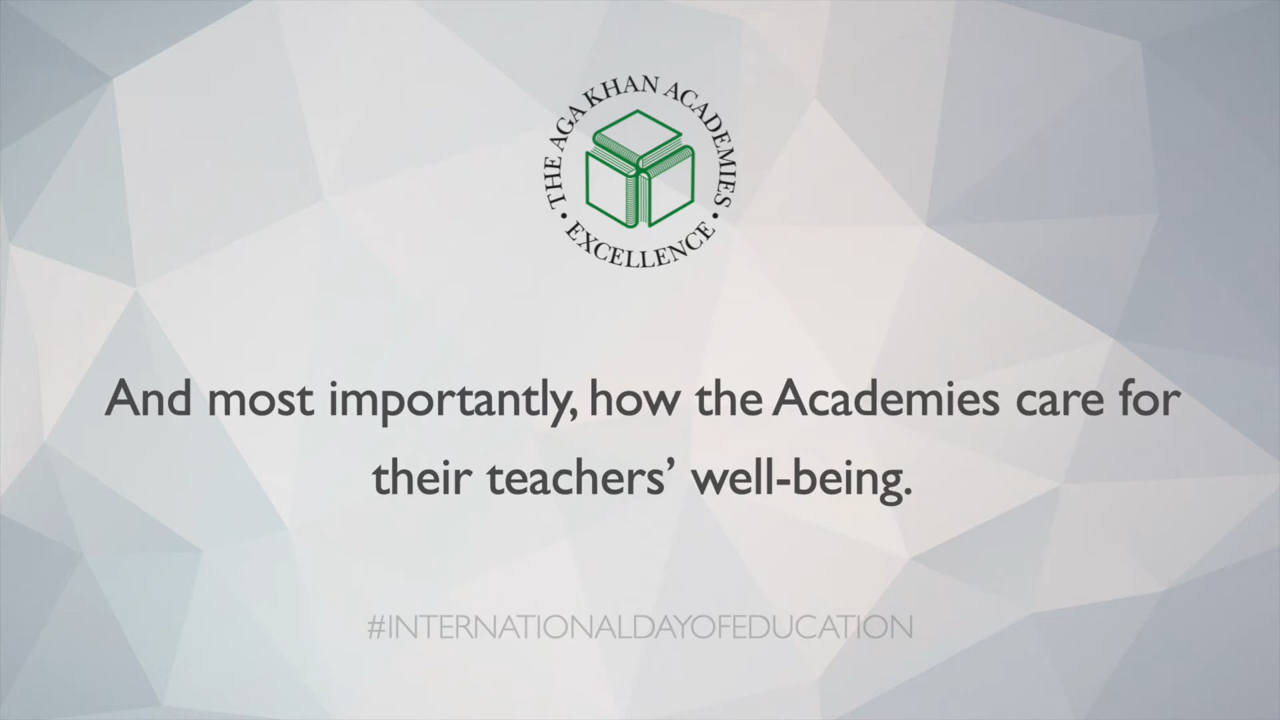 THE AGA KHAN ACADEMIES
• EXCELLENCE •
And most importantly, how the Academies care for
their teachers’ well-being.
#INTERNATIONALDAYOFEDUCATION